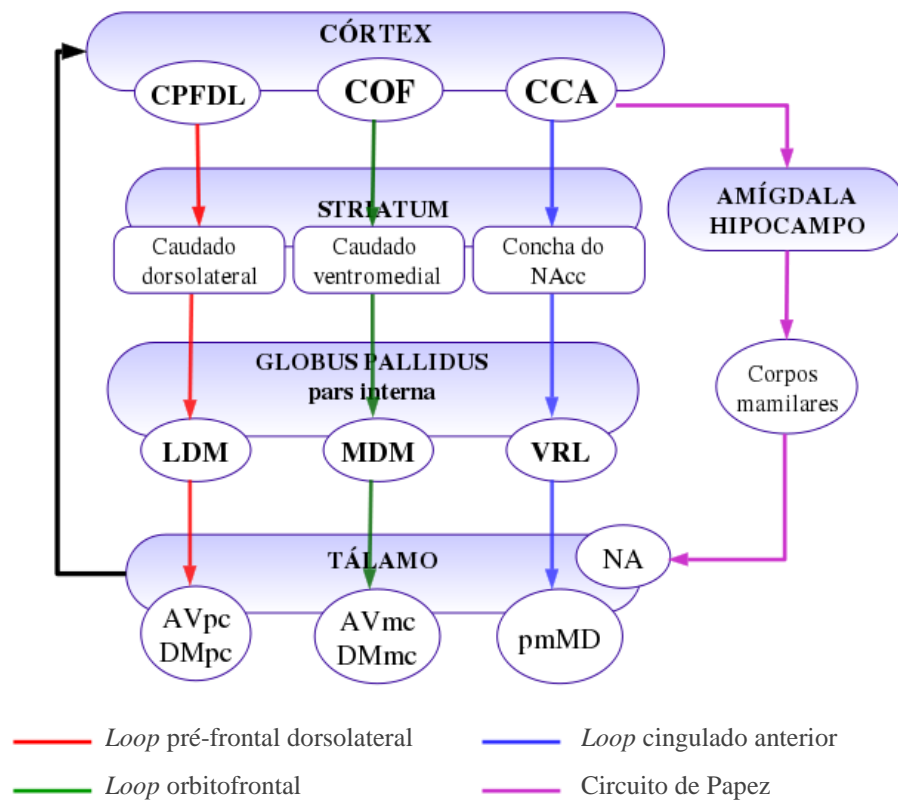 CÓRTEX
CPFDL
COF
CCA
STRIATUM
AMÍGDALA
HIPOCAMPO
Caudado
dorsolateral
Caudado
ventromedial
Concha do
NAcc
GLOBUS PALLIDUS
pars interna
Corpos
mamilares
LDM
MDM
VRL
TÁLAMO
NA
AVpc
DMpc
AVmc
DMmc
pmMD
Loop pré-frontal dorsolateral
Loop cingulado anterior
Loop orbitofrontal
Circuito de Papez